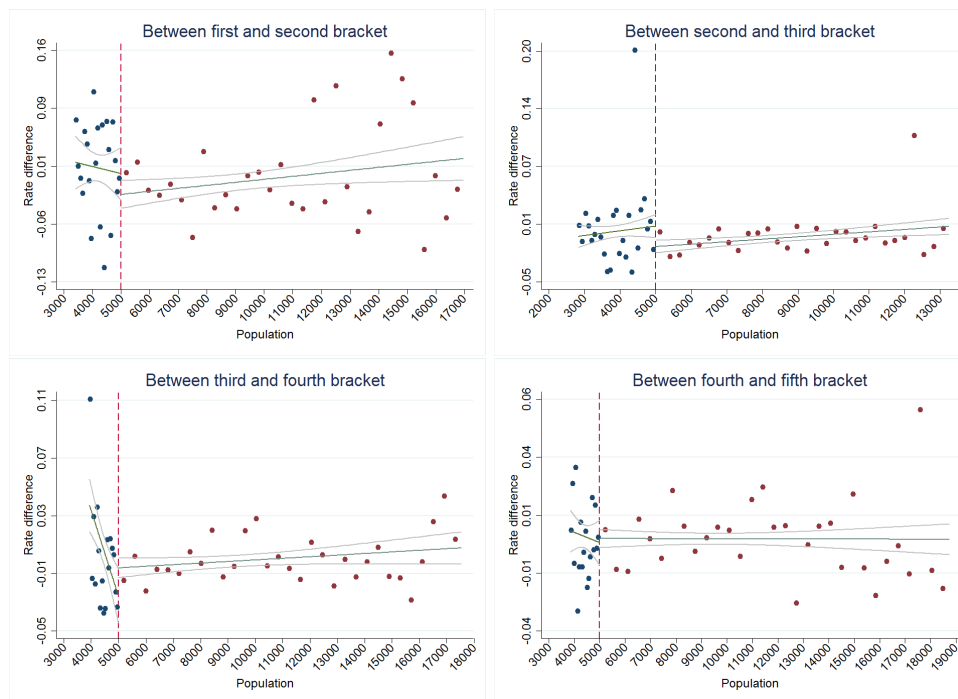 Between first and second bracket
Rate difference
0.16
0.09
0.01
-0.06
-0.13
3000 4000 5000 6000 7000 8000 9000 10000 11000 12000 13000 14000 15000 16000 17000
Population
Between second and third bracket
Rate difference
0.20
0.14
0.07
0.01
-0.05
2000 3000 4000 5000 6000 7000 8000 9000 10000 11000 12000 13000
Population
Between third and fourth bracket
Rate difference
0.11
0.07
0.03
-0.01
-0.05
3000 4000 5000 6000 7000 8000 9000 10000 11000 12000 13000 14000 15000 16000 17000 18000
Population
Between fourth and fifth bracket
Rate difference
0.06
0.04
0.01
-0.01
-0.04
3000 4000 5000 6000 7000 8000 9000 10000 11000 12000 13000 14000 15000 16000 17000 18000 19000
Population